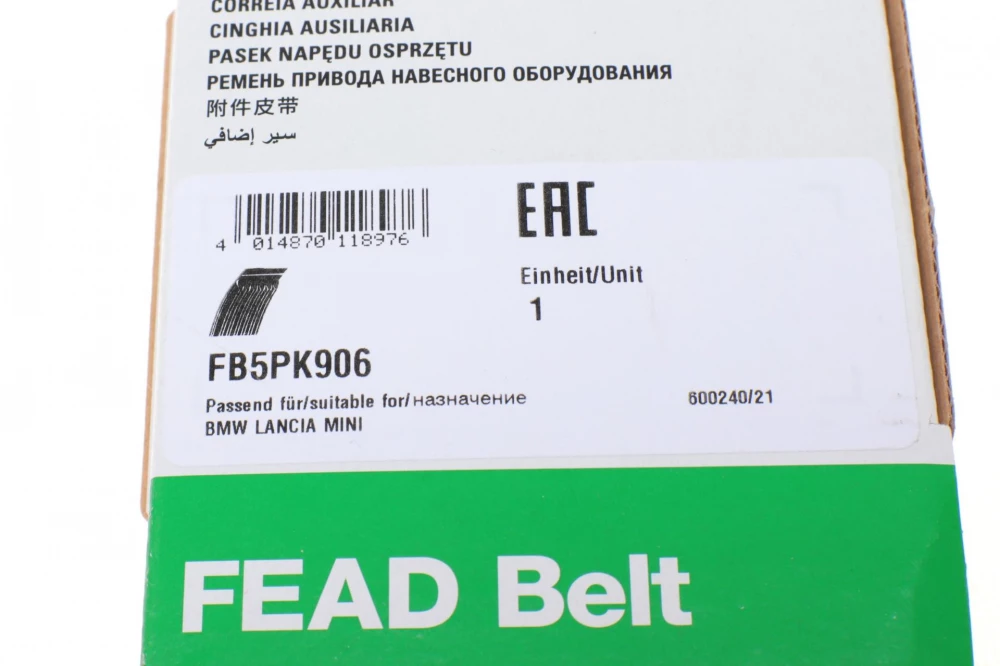 CORREIA AUXILIAR
CINGHIA AUSILIARIA
PASEK NAPĘDU OSPRZĘTU
РЕМЕНЬ ПРИВОДА НАВЕСНОГО ОБОРУДОВАНИЯ
附件皮带
سير إضافي
4 014870 118976
EAC
Einheit/Unit
1
FB5PK906
Passend für/suitable for/назначение
600240/21
BMW LANCIA MINI
FEAD Belt